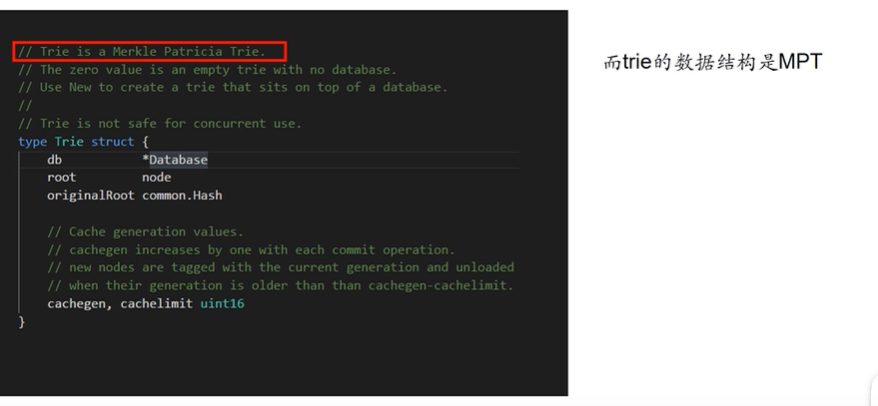 // Trie is a Merkle Patricia Trie.
// The zero value is an empty trie with no database.
// Use New to create a trie that sits on top of a database.
//
// Trie is not safe for concurrent use.
type Trie struct {
db *Database
root node
originalRoot common.Hash
// Cache generation values.
// cachegen increases by one with each commit operation.
// new nodes are tagged with the current generation and unloaded
// when their generation is older than than cachegen-cachelimit.
cachegen, cachelimit uint16
}
而trie的数据结构是MPT